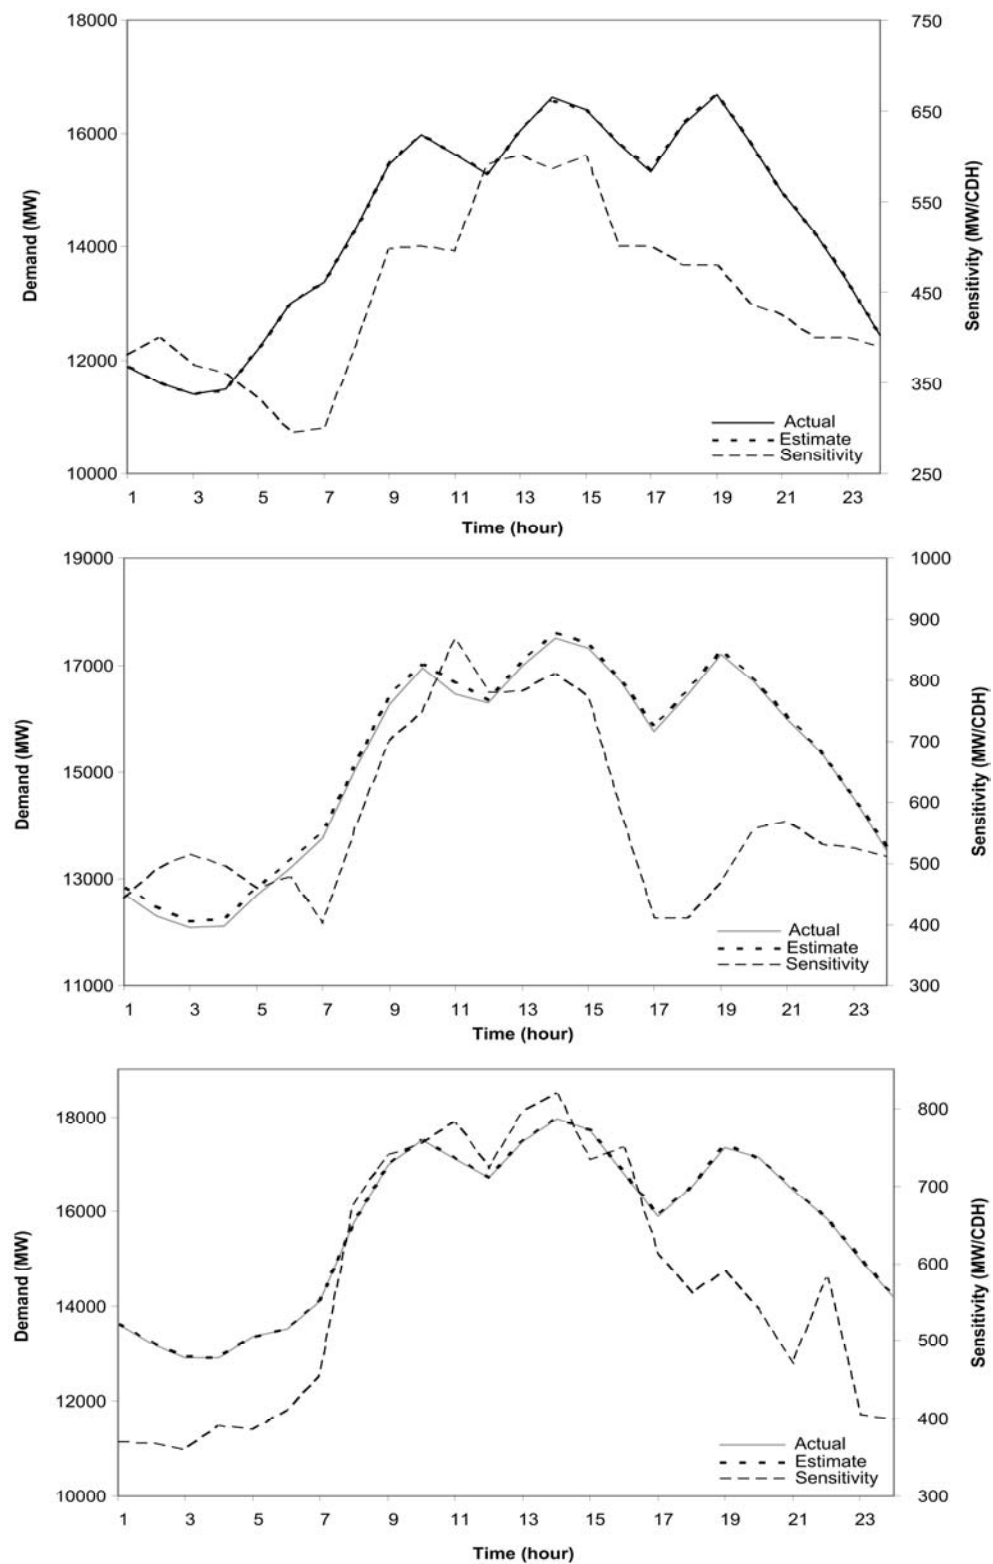 18000
16000
14000
12000
10000
Demand (MW)
750
650
550
450
350
250
Sensitivity (MW/CDH)
Actual
Estimate
Sensitivity
1 3 5 7 9 11 13 15 17 19 21 23
Time (hour)
19000
17000
15000
13000
11000
Demand (MW)
1000
900
800
700
600
500
400
300
Sensitivity (MW/CDH)
Actual
Estimate
Sensitivity
1 3 5 7 9 11 13 15 17 19 21 23
Time (hour)
18000
16000
14000
12000
10000
Demand (MW)
800
700
600
500
400
300
Sensitivity (MW/CDH)
Actual
Estimate
Sensitivity
1 3 5 7 9 11 13 15 17 19 21 23
Time (hour)